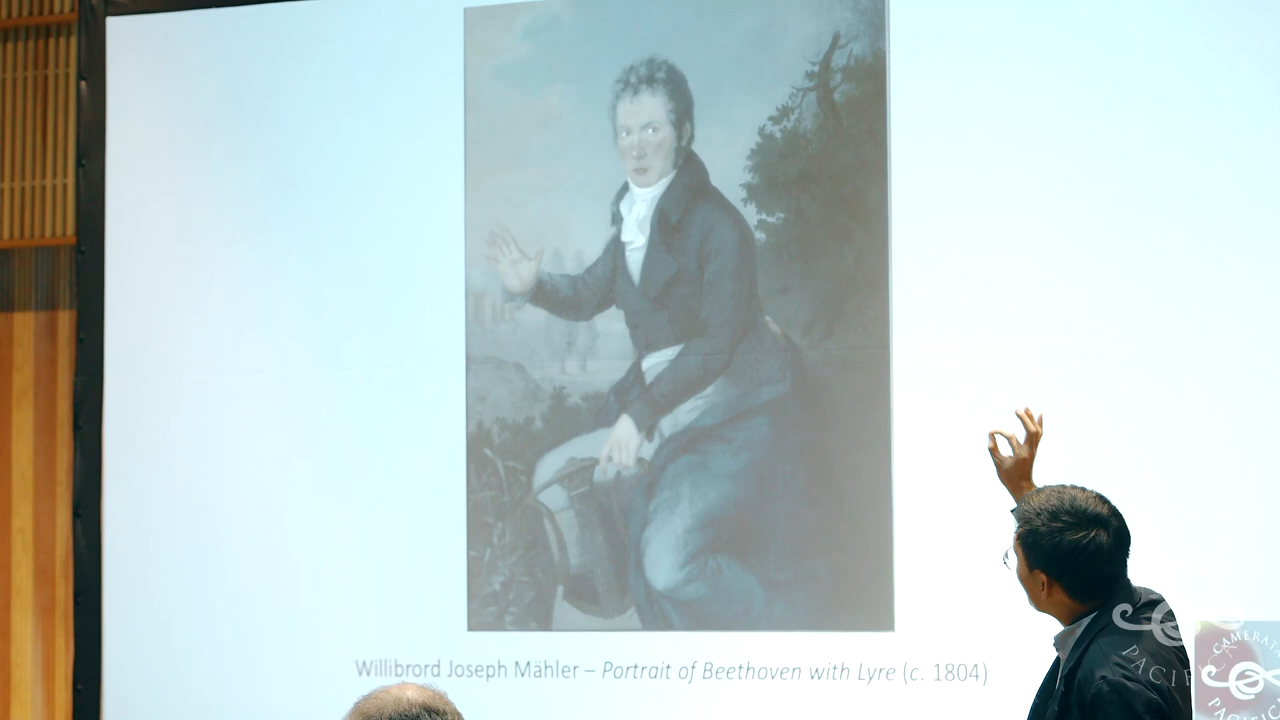 Willibrord Joseph Mähler – Portrait of Beethoven with Lyre (c. 1804)
CAMERATA
PACIFICA